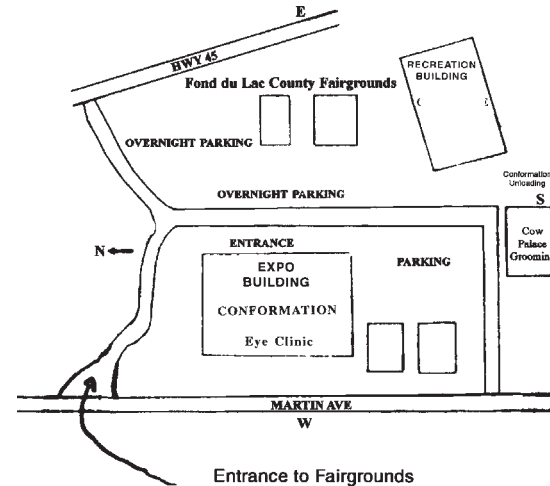 E
HWY 45
RECREATION
BUILDING
Fond du Lac County Fairgrounds
OVERNIGHT PARKING
Conformation
Unloading
OVERNIGHT PARKING
S
N
ENTRANCE
Cow
Palace
Grooming
EXPO
BUILDING
PARKING
CONFORMATION
Eye Clinic
MARTIN AVE
W
Entrance to Fairgrounds